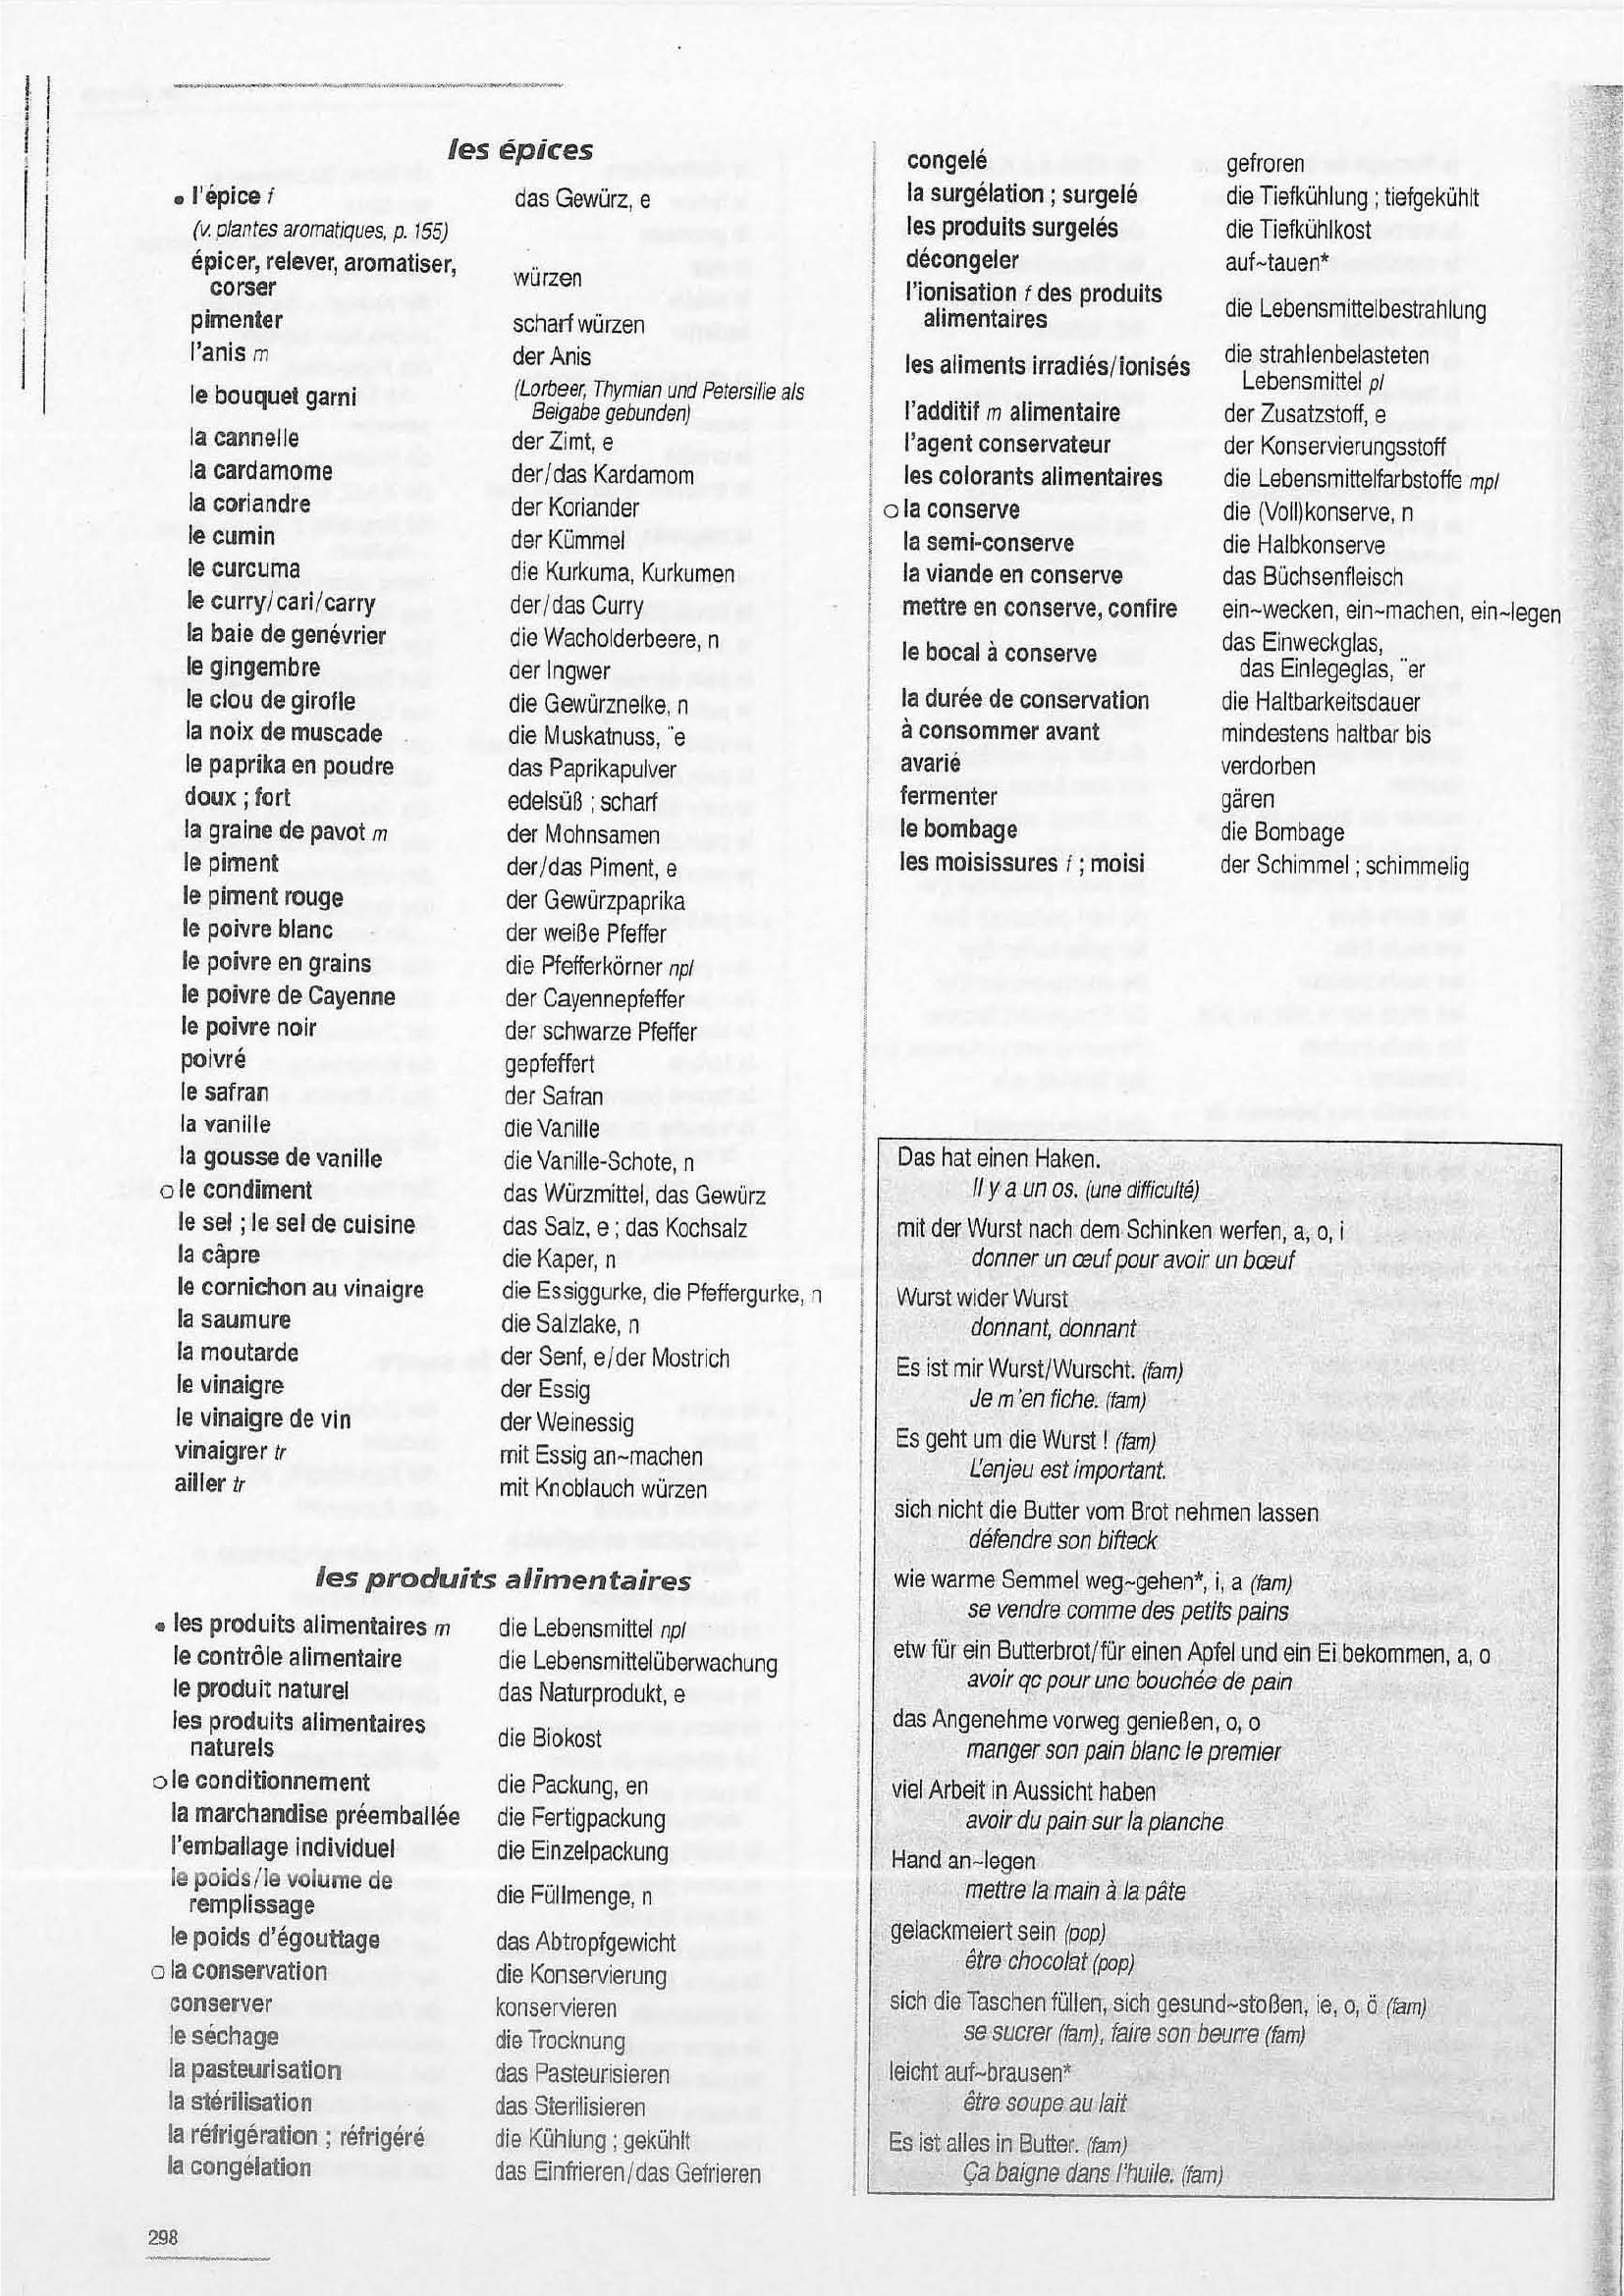 les épices
• l'épice f das Gewürz, e
(v. plantes aromatiques, p. 155)
épicer, relever, aromatiser,
corser würzen
pimenter scharf würzen
l'anis m der Anis
le bouquet garni (Lorbeer, Thymian und Petersilie als
Beigabe gebunden)
la cannelle der Zimt, e
la cardamome der/das Kardamom
la coriandre der Koriander
le cumin der Kümmel
le curcuma die Kurkuma, Kurkumen
le curry/cari/carry der/das Curry
la baie de genévrier die Wacholderbeere, n
le gingembre der Ingwer
le clou de girofle die Gewürznelke, n
la noix de muscade die Muskatnuss, ¨e
le paprika en poudre das Paprikapulver
doux ; fort edelsüß ; scharf
la graine de pavot m der Mohnsamen
le piment der/das Piment, e
le piment rouge der Gewürzpaprika
le poivre blanc der weiße Pfeffer
le poivre en grains die Pfefferkörner npl
le poivre de Cayenne der Cayennepfeffer
le poivre noir der schwarze Pfeffer
poivré gepfeffert
le safran der Safran
la vanille die Vanille
la gousse de vanille die Vanille-Schote, n
o le condiment das Würzmittel, das Gewürz
le sel ; le sel de cuisine das Salz, e ; das Kochsalz
la câpre die Kaper, n
le cornichon au vinaigre die Essiggurke, die Pfeffergurke, n
la saumure die Salzlake, n
la moutarde der Senf, e/der Mostrich
le vinaigre der Essig
le vinaigre de vin der Weinessig
vinaigrer tr mit Essig an~machen
ailler tr mit Knoblauch würzen
les produits alimentaires
• les produits alimentaires m die Lebensmittel npl
le contrôle alimentaire die Lebensmittelüberwachung
le produit naturel das Naturprodukt, e
les produits alimentaires
naturels die Biokost
o le conditionnement die Packung, en
la marchandise préemballée die Fertigpackung
l'emballage individuel die Einzelpackung
le poids/le volume de
remplissage die Füllmenge, n
le poids d'égouttage das Abtropfgewicht
o la conservation die Konservierung
conserver konservieren
le séchage die Trocknung
la pasteurisation das Pasteurisieren
la stérilisation das Sterilisieren
la réfrigération ; réfrigéré die Kühlung ; gekühlt
la congélation das Einfrieren/das Gefrieren
298
congelé gefroren
la surgélation ; surgelé die Tiefkühlung ; tiefgekühlt
les produits surgelés die Tiefkühlkost
décongeler auf~tauen*
l'ionisation f des produits
alimentaires die Lebensmittelbestrahlung
les aliments irradiés/ionisés die strahlenbelasteten
Lebensmittel pl
l'additif m alimentaire der Zusatzstoff, e
l'agent conservateur der Konservierungsstoff
les colorants alimentaires die Lebensmittelfarbstoffe mpl
o la conserve die (Voll)konserve, n
la semi-conserve die Halbkonserve
la viande en conserve das Büchsenfleisch
mettre en conserve, confire ein~wecken, ein~machen, ein~legen
le bocal à conserve das Einweckglas,
das Einlegeglas, ¨er
la durée de conservation die Haltbarkeitsdauer
à consommer avant mindestens haltbar bis
avarié verdorben
fermenter gären
le bombage die Bombage
les moisissures f ; moisi der Schimmel ; schimmelig
Das hat einen Haken.
Il y a un os. (une difficulté)
mit der Wurst nach dem Schinken werfen, a, o, i
donner un œuf pour avoir un bœuf
Wurst wider Wurst
donnant, donnant
Es ist mir Wurst/Wurscht. (fam)
Je m'en fiche. (fam)
Es geht um die Wurst ! (fam)
L'enjeu est important.
sich nicht die Butter vom Brot nehmen lassen
défendre son bifteck
wie warme Semmel weg~gehen*, i, a (fam)
se vendre comme des petits pains
etw für ein Butterbrot/für einen Apfel und ein Ei bekommen, a, o
avoir qc pour une bouchée de pain
das Angenehme vorweg genießen, o, o
manger son pain blanc le premier
viel Arbeit in Aussicht haben
avoir du pain sur la planche
Hand an~legen
mettre la main à la pâte
gelackmeiert sein (pop)
être chocolat (pop)
sich die Taschen füllen, sich gesund~stoßen, ie, o, ö (fam)
se sucrer (fam), faire son beurre (fam)
leicht auf~brausen*
être soupe au lait
Es ist alles in Butter. (fam)
Ça baigne dans l'huile. (fam)